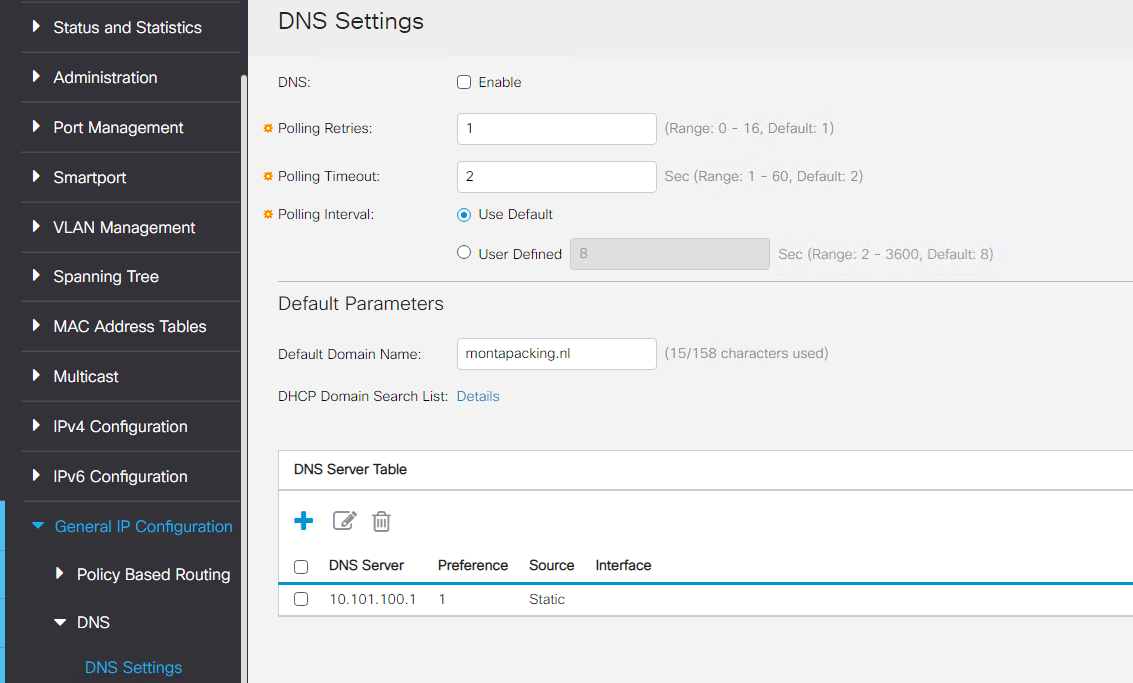 Status and Statistics
Administration
Port Management
Smartport
VLAN Management
Spanning Tree
MAC Address Tables
Multicast
IPv4 Configuration
IPv6 Configuration
General IP Configuration
Policy Based Routing
DNS
DNS Settings
DNS Settings
DNS: Enable
Polling Retries: 1 (Range: 0 - 16, Default: 1)
Polling Timeout: 2 Sec (Range: 1 - 60, Default: 2)
Polling Interval: Use Default
User Defined 8 Sec (Range: 2 - 3600, Default: 8)
Default Parameters
Default Domain Name: montapacking.nl (15/158 characters used)
DHCP Domain Search List: Details
DNS Server Table
DNS Server Preference Source Interface
10.101.100.1 1 Static